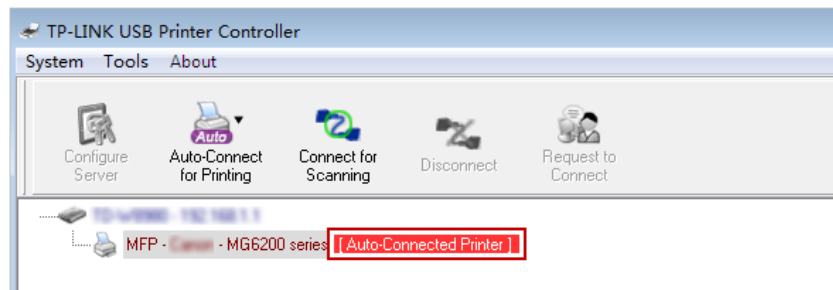 TP-LINK USB Printer Controller
System Tools About
Auto
Configure Server
Auto-Connect for Printing
Connect for Scanning
Disconnect
Request to Connect
MFP - - MG6200 series [ Auto-Connected Printer ]